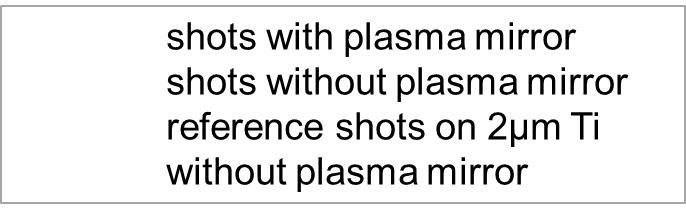 shots with plasma mirror
shots without plasma mirror
reference shots on 2µm Ti
without plasma mirror